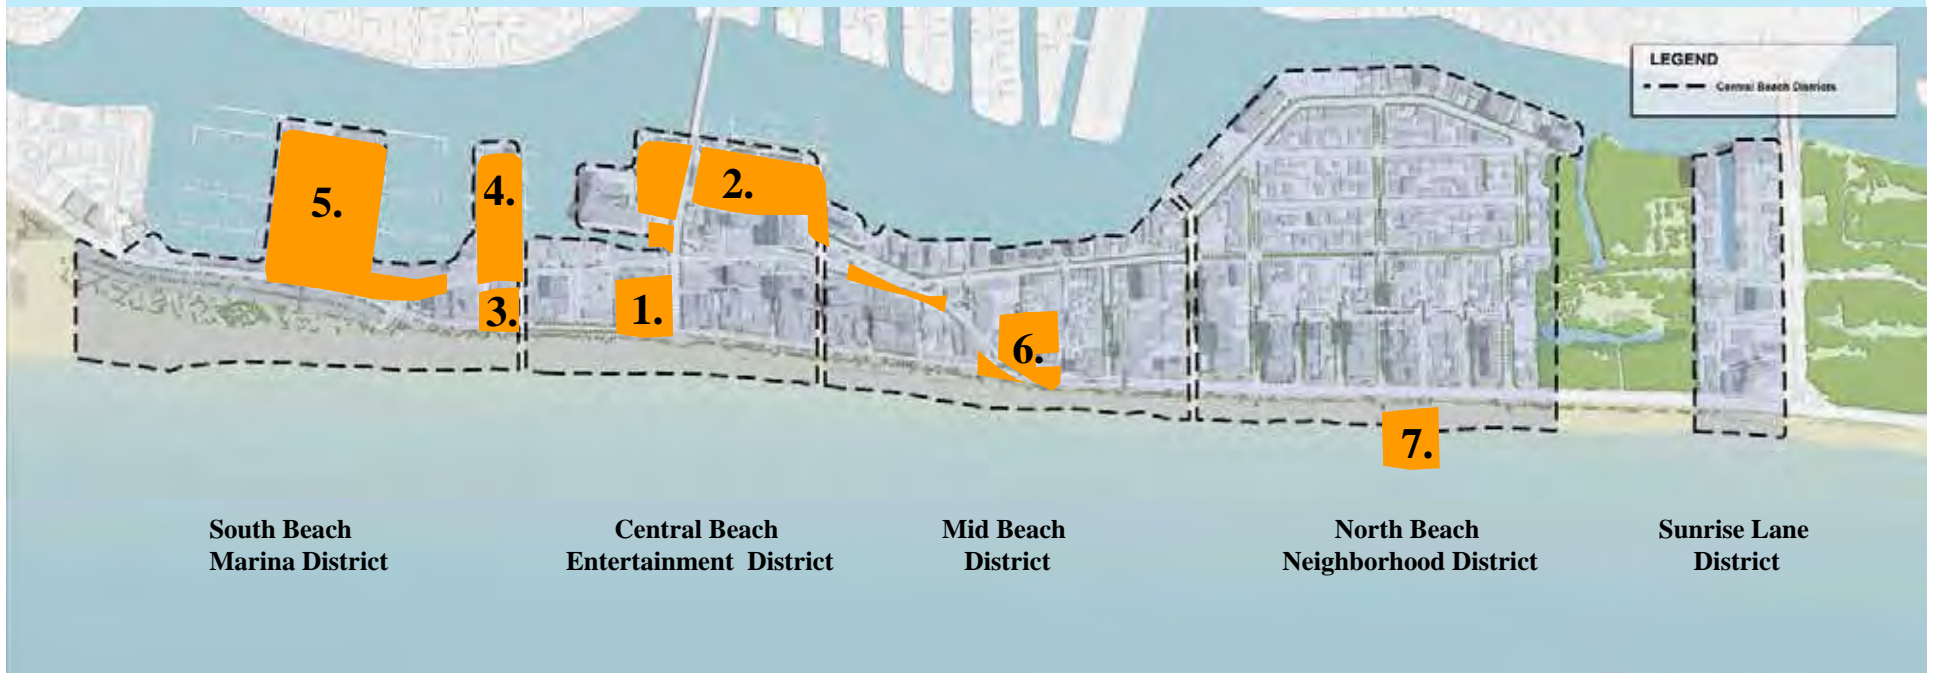 LEGEND
Central Beach Districts
5.
4.
2.
3.
1.
6.
7.
South Beach
Marina District
Central Beach
Entertainment District
Mid Beach
District
North Beach
Neighborhood District
Sunrise Lane
District